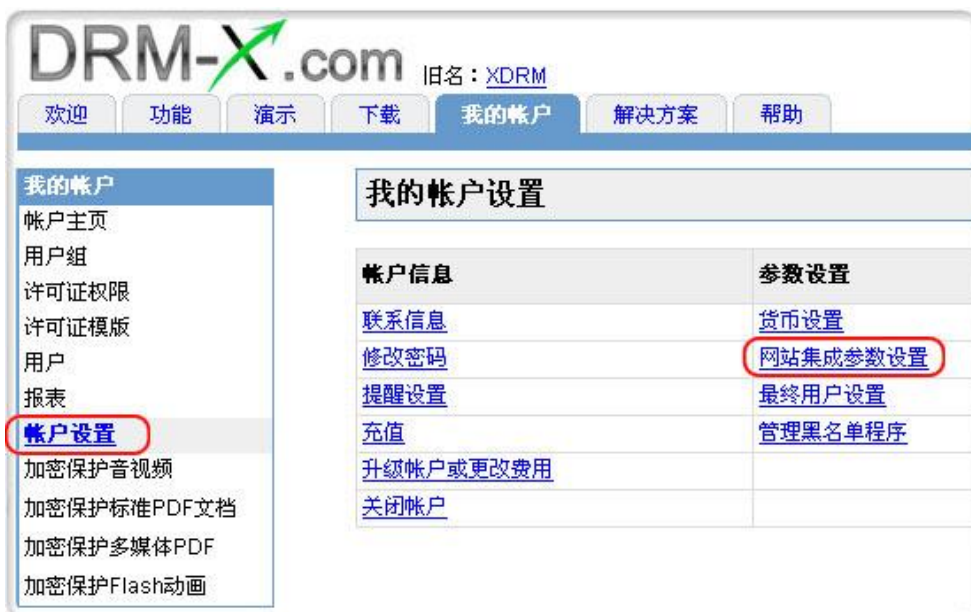 DRM-X.com 旧名：XDRM
欢迎 功能 演示 下载 我的帐户 解决方案 帮助
我的帐户
帐户主页
用户组
许可证权限
许可证模版
用户
报表
帐户设置
加密保护音视频
加密保护标准PDF文档
加密保护多媒体PDF
加密保护Flash动画
我的帐户设置
帐户信息 参数设置
联系信息 货币设置
修改密码 网站集成参数设置
提醒设置 最终用户设置
充值 管理黑名单程序
升级帐户或更改费用
关闭帐户